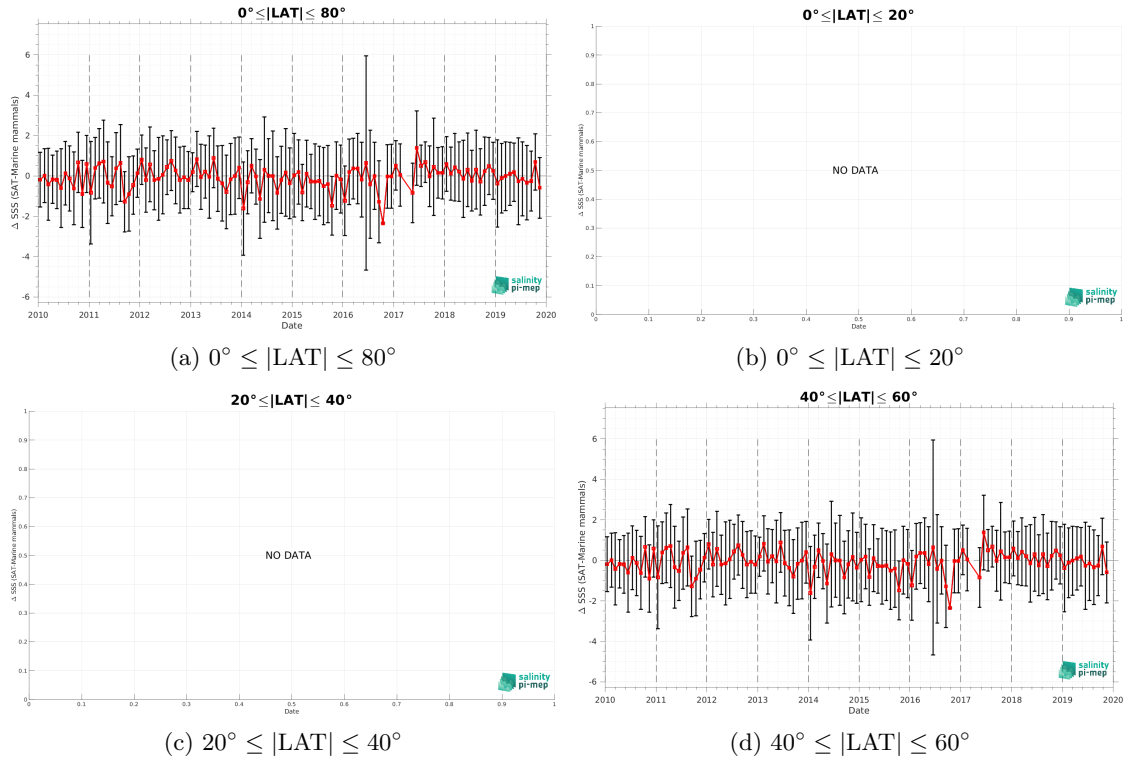 0°≤|LAT|≤ 80°
Δ SSS (SAT-Marine mammals)
6
4
2
0
-2
-4
-6
2010 2011 2012 2013 2014 2015 2016 2017 2018 2019 2020
Date
salinity
pi-mep
(a) 0° ≤ |LAT| ≤ 80°
0°≤|LAT|≤ 20°
Δ SSS (SAT-Marine mammals)
1
0.9
0.8
0.7
0.6
0.5
0.4
0.3
0.2
0.1
0
NO DATA
0 0.1 0.2 0.3 0.4 0.5 0.6 0.7 0.8 0.9 1
Date
salinity
pi-mep
(b) 0° ≤ |LAT| ≤ 20°
20°≤|LAT|≤ 40°
Δ SSS (SAT-Marine mammals)
1
0.9
0.8
0.7
0.6
0.5
0.4
0.3
0.2
0.1
0
NO DATA
0 0.1 0.2 0.3 0.4 0.5 0.6 0.7 0.8 0.9 1
Date
salinity
pi-mep
(c) 20° ≤ |LAT| ≤ 40°
40°≤|LAT|≤ 60°
Δ SSS (SAT-Marine mammals)
6
4
2
0
-2
-4
-6
2010 2011 2012 2013 2014 2015 2016 2017 2018 2019 2020
Date
salinity
pi-mep
(d) 40° ≤ |LAT| ≤ 60°